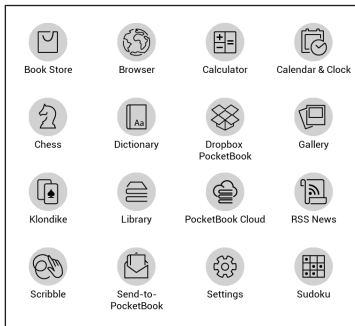 Book Store
Browser
Calculator
Calendar & Clock
Aa
Chess
Dictionary
Dropbox
PocketBook
Gallery
Klondike
Library
PocketBook Cloud
RSS News
Scribble
Send-to-
PocketBook
Settings
Sudoku